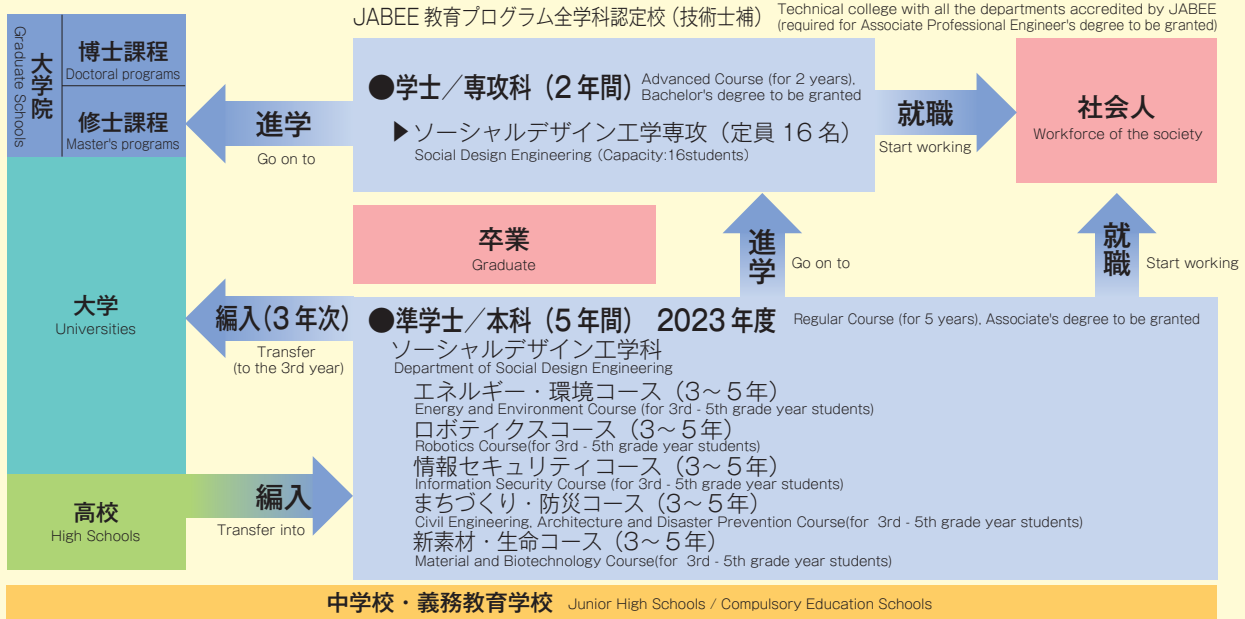 JABEE 教育プログラム全学科認定校（技術士補）
Technical college with all the departments accredited by JABEE
(required for Associate Professional Engineer's degree to be granted)
大学院
Graduate Schools
博士課程
Doctoral programs
修士課程
Master's programs
進学
Go on to
●学士／専攻科（2 年間）
Advanced Course (for 2 years),
Bachelor's degree to be granted
▶ソーシャルデザイン工学専攻（定員 16 名）
Social Design Engineering (Capacity:16students)
就職
Start working
社会人
Workforce of the society
卒業
Graduate
進学
Go on to
就職
Start working
大学
Universities
編入(3 年次)
Transfer
(to the 3rd year)
●準学士／本科（5 年間） 2023 年度
Regular Course (for 5 years), Associate's degree to be granted
ソーシャルデザイン工学科
Department of Social Design Engineering
エネルギー・環境コース（3～5 年）
Energy and Environment Course (for 3rd - 5th grade year students)
ロボティクスコース（3～5 年）
Robotics Course(for 3rd - 5th grade year students)
情報セキュリティコース（3～5 年）
Information Security Course (for 3rd - 5th grade year students)
まちづくり・防災コース（3～5 年）
Civil Engineering, Architecture and Disaster Prevention Course(for 3rd - 5th grade year students)
新素材・生命コース（3～5 年）
Material and Biotechnology Course(for 3rd - 5th grade year students)
高校
High Schools
編入
Transfer into
中学校・義務教育学校 Junior High Schools / Compulsory Education Schools